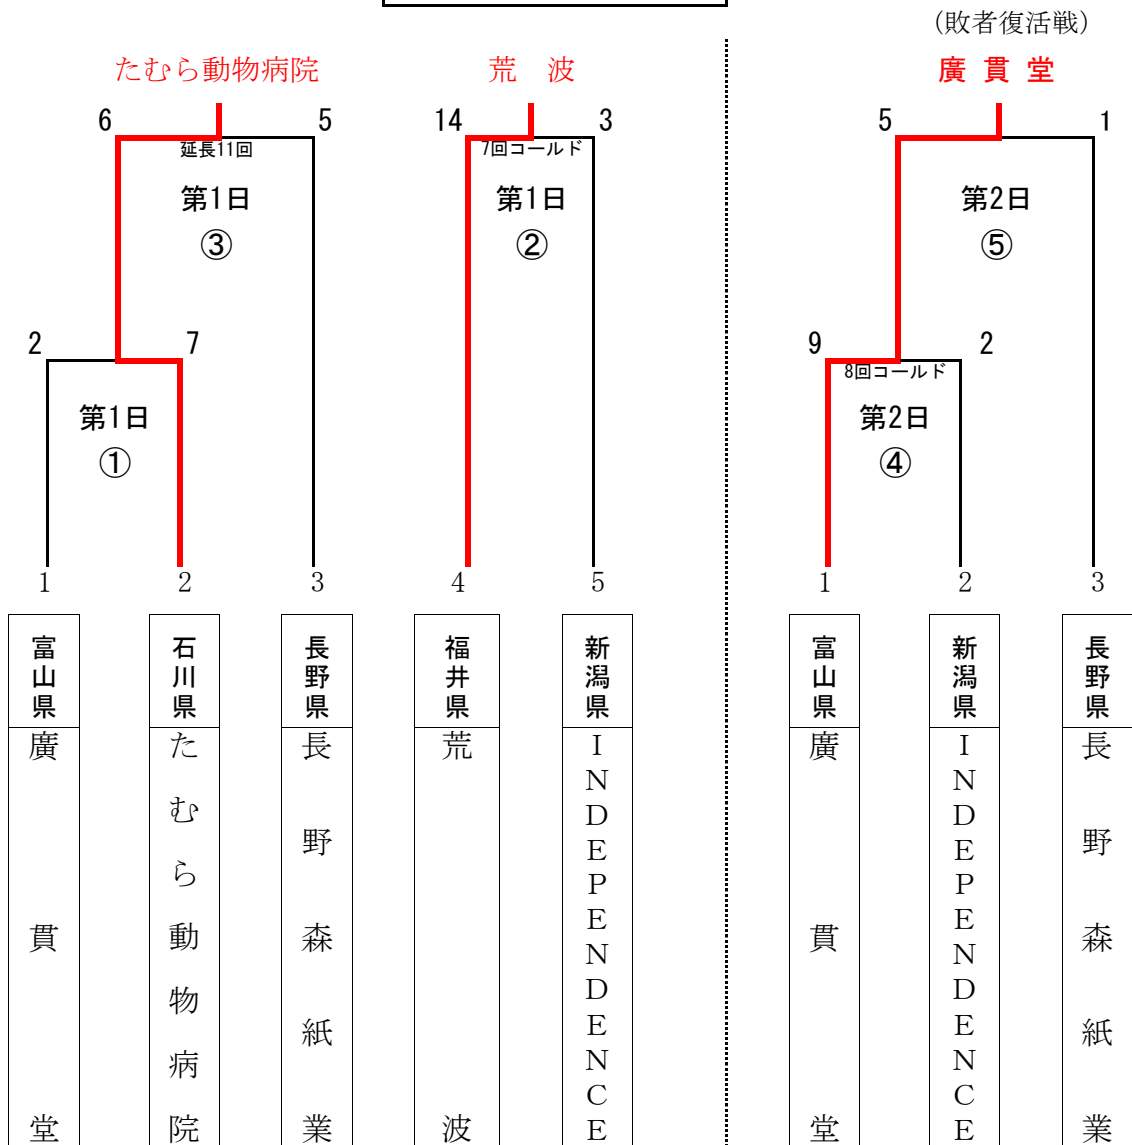 (敗者復活戦)
たむら動物病院 荒 波 廣 貫 堂
6 5 14 3 5 1
延長11回 7回コールド
第1日 第1日 第2日
③ ② ⑤
2 7 9 2
8回コールド
第1日 第2日
① ④
1 2 3 4 5 1 2 3
富山県 石川県 長野県 福井県 新潟県 富山県 新潟県 長野県
廣貫堂 たむら動物病院 長野森紙業 荒波 INDEPENDENCE 廣貫堂 INDEPENDENCE 長野森紙業